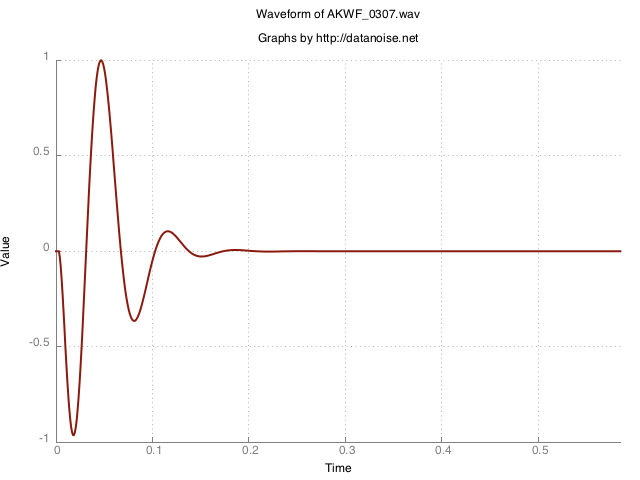 Waveform of AKWF_0307.wav
Graphs by http://datanoise.net
1
0.5
0
-0.5
-1
Value
0 0.1 0.2 0.3 0.4 0.5
Time